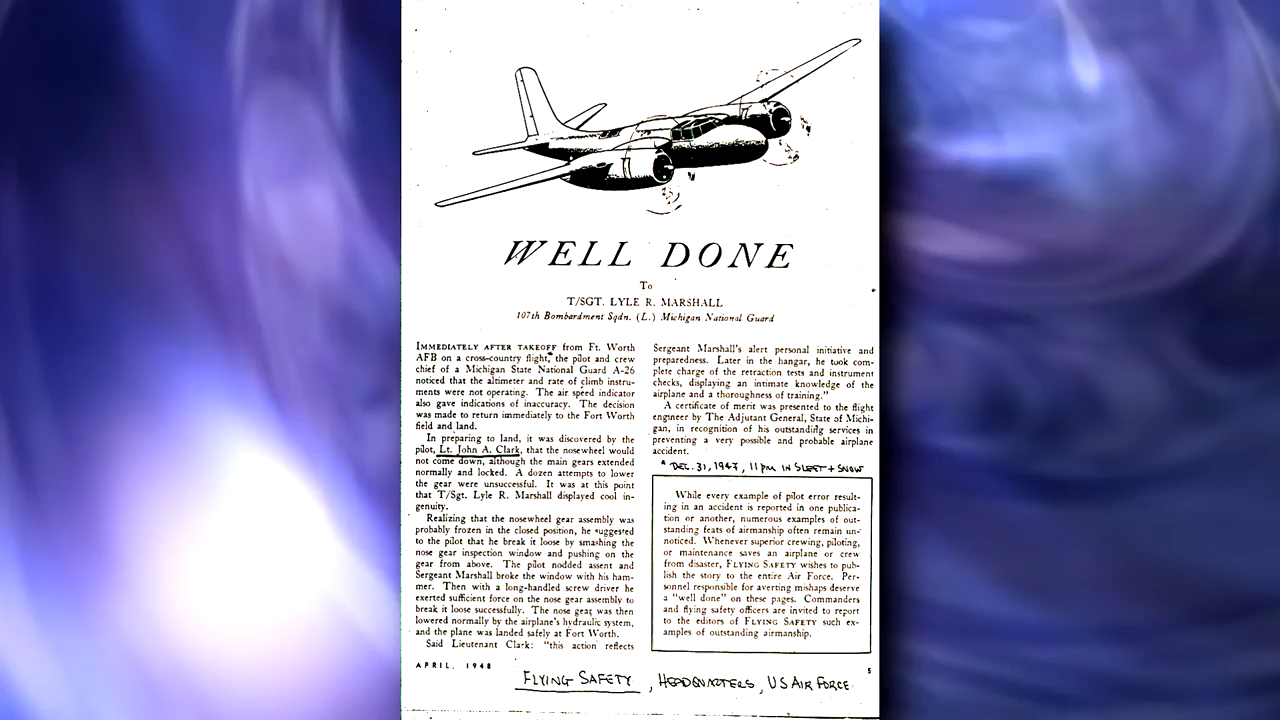 WELL DONE
To
T/SGT. LYLE R. MARSHALL
107th Bombardment Sqdn. (L.) Michigan National Guard
IMMEDIATELY AFTER TAKEOFF from Ft. Worth
AFB on a cross-country flight,* the pilot and crew
chief of a Michigan State National Guard A-26
noticed that the altimeter and rate of climb instru-
ments were not operating. The air speed indicator
also gave indications of inaccuracy. The decision
was made to return immediately to the Fort Worth
field and land.
In preparing to land, it was discovered by the
pilot, Lt. John A. Clark, that the nosewheel would
not come down, although the main gears extended
normally and locked. A dozen attempts to lower
the gear were unsuccessful. It was at this point
that T/Sgt. Lyle R. Marshall displayed cool in-
genuity.
Realizing that the nosewheel gear assembly was
probably frozen in the closed position, he suggested
to the pilot that he break it loose by smashing the
nose gear inspection window and pushing on the
gear from above. The pilot nodded assent and
Sergeant Marshall broke the window with his ham-
mer. Then with a long-handled screw driver he
exerted sufficient force on the nose gear assembly to
break it loose successfully. The nose gear was then
lowered normally by the airplane's hydraulic system,
and the plane was landed safely at Fort Worth.
Said Lieutenant Clark: "this action reflects
Sergeant Marshall's alert personal initiative and
preparedness. Later in the hangar, he took com-
plete charge of the retraction tests and instrument
checks, displaying an intimate knowledge of the
airplane and a thoroughness of training."
A certificate of merit was presented to the flight
engineer by The Adjutant General, State of Michi-
gan, in recognition of his outstanding services in
preventing a very possible and probable airplane
accident.
* DEC. 31, 1947, 11 PM IN SLEET + SNOW
While every example of pilot error result-
ing in an accident is reported in one publica-
tion or another, numerous examples of out-
standing feats of airmanship often remain un-
noticed. Whenever superior crewing, piloting,
or maintenance saves an airplane or crew
from disaster, FLYING SAFETY wishes to pub-
lish the story to the entire Air Force. Per-
sonnel responsible for averting mishaps deserve
a "well done" on these pages. Commanders
and flying safety officers are invited to report
to the editors of FLYING SAFETY such ex-
amples of outstanding airmanship.
APRIL, 1948
5
FLYING SAFETY, HEADQUARTERS, US AIR FORCE